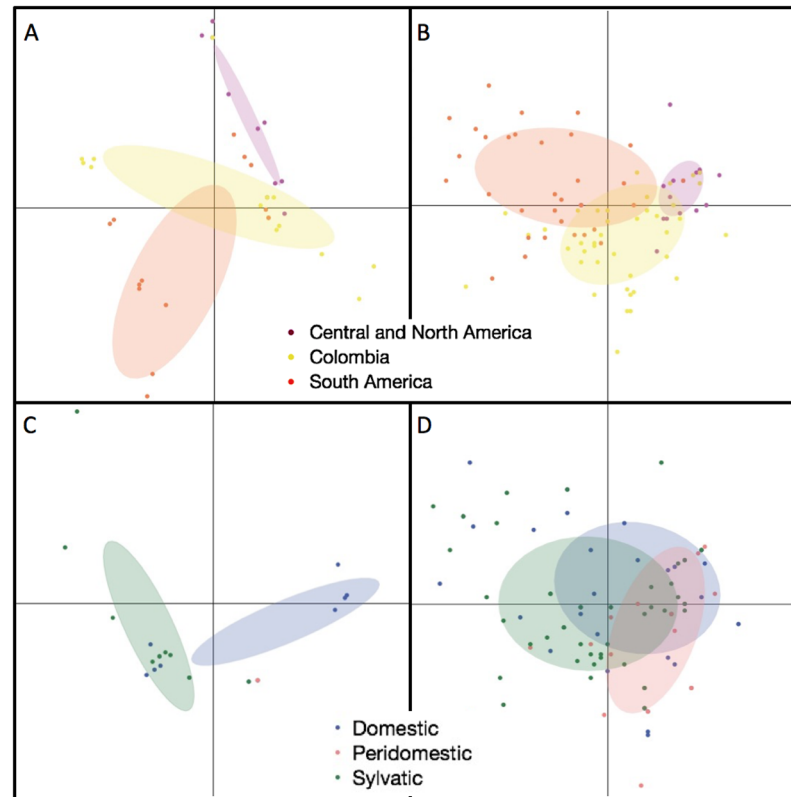 A
B
Central and North America
Colombia
South America
C
D
Domestic
Peridomestic
Sylvatic